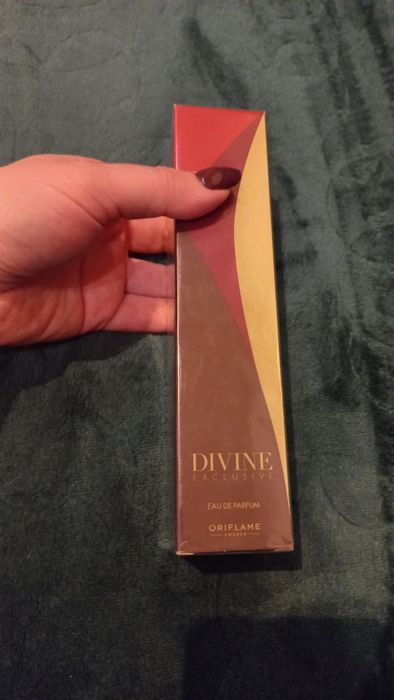 DIVINE
EXCLUSIVE
EAU DE PARFUM
ORIFLAME
SWEDEN